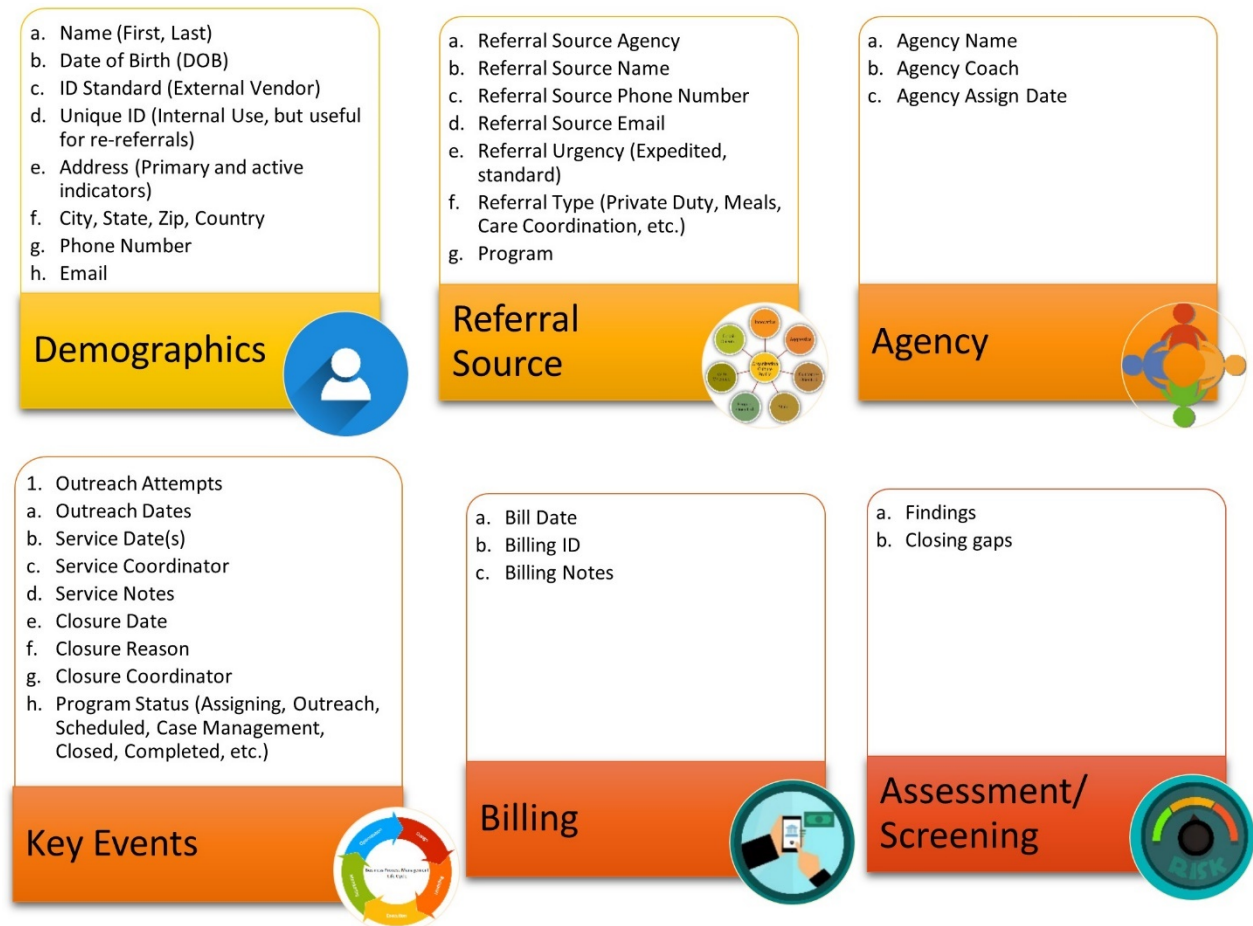 a. Name (First, Last)
b. Date of Birth (DOB)
c. ID Standard (External Vendor)
d. Unique ID (Internal Use, but useful
for re-referrals)
e. Address (Primary and active
indicators)
f. City, State, Zip, Country
g. Phone Number
h. Email
Demographics
a. Referral Source Agency
b. Referral Source Name
c. Referral Source Phone Number
d. Referral Source Email
e. Referral Urgency (Expedited,
standard)
f. Referral Type (Private Duty, Meals,
Care Coordination, etc.)
g. Program
Referral
Source
a. Agency Name
b. Agency Coach
c. Agency Assign Date
Agency
1. Outreach Attempts
a. Outreach Dates
b. Service Date(s)
c. Service Coordinator
d. Service Notes
e. Closure Date
f. Closure Reason
g. Closure Coordinator
h. Program Status (Assigning, Outreach,
Scheduled, Case Management,
Closed, Completed, etc.)
Key Events
a. Bill Date
b. Billing ID
c. Billing Notes
Billing
a. Findings
b. Closing gaps
Assessment/
Screening
RISK